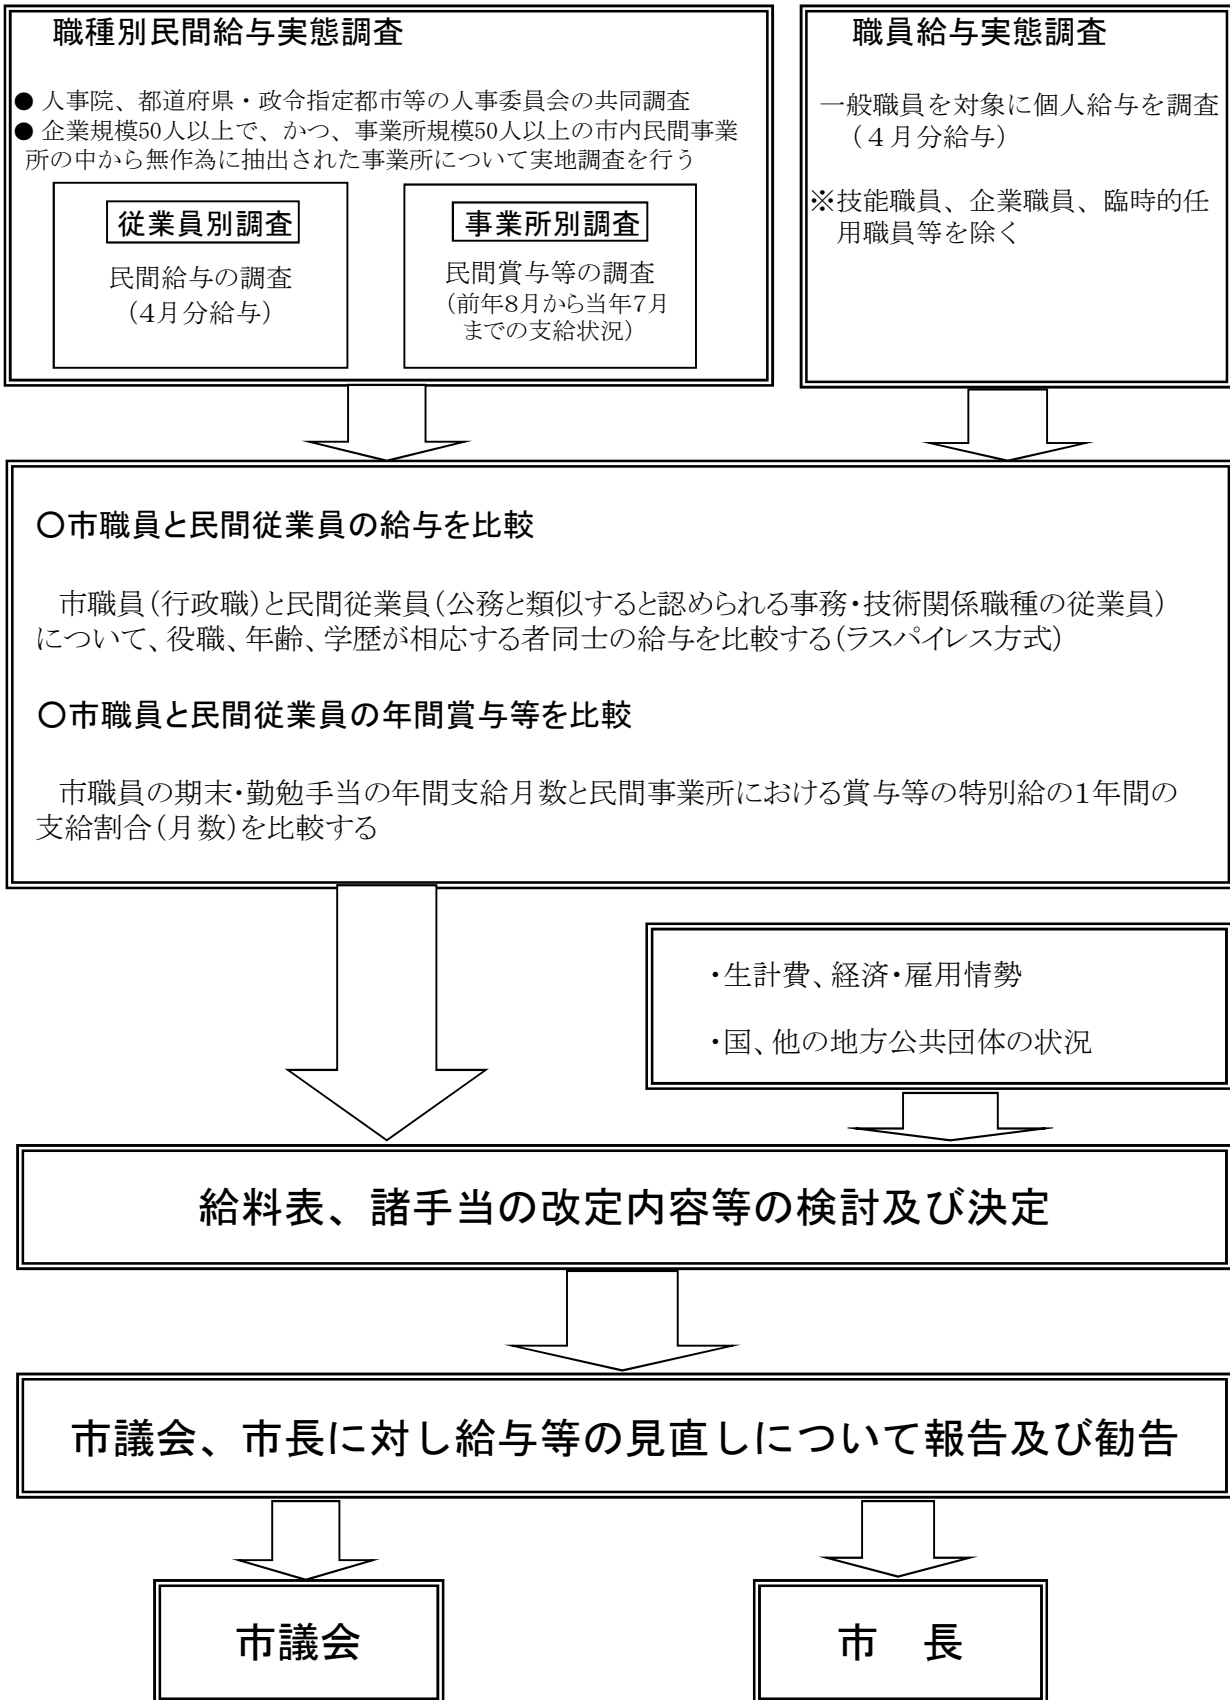 職種別民間給与実態調査
● 人事院、都道府県・政令指定都市等の人事委員会の共同調査
● 企業規模50人以上で、かつ、事業所規模50人以上の市内民間事業
所の中から無作為に抽出された事業所について実地調査を行う
従業員別調査
民間給与の調査
(4月分給与)
事業所別調査
民間賞与等の調査
(前年8月から当年7月
までの支給状況)
職員給与実態調査
一般職員を対象に個人給与を調査
(4月分給与)
※技能職員、企業職員、臨時的任
用職員等を除く
○市職員と民間従業員の給与を比較
市職員(行政職)と民間従業員(公務と類似すると認められる事務・技術関係職種の従業員)
について、役職、年齢、学歴が相応する者同士の給与を比較する(ラスパイレス方式)
○市職員と民間従業員の年間賞与等を比較
市職員の期末・勤勉手当の年間支給月数と民間事業所における賞与等の特別給の1年間の
支給割合(月数)を比較する
・生計費、経済・雇用情勢
・国、他の地方公共団体の状況
給料表、諸手当の改定内容等の検討及び決定
市議会、市長に対し給与等の見直しについて報告及び勧告
市議会
市　長